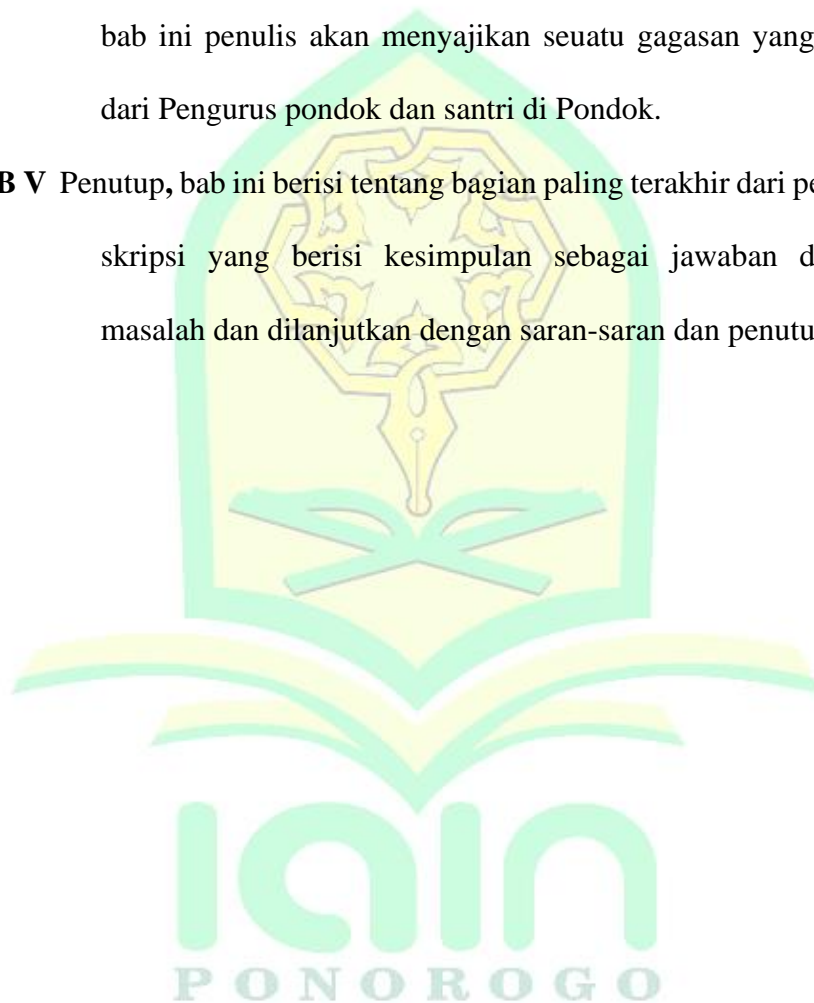 bab ini penulis akan menyajikan seuatu gagasan yang
dari Pengurus pondok dan santri di Pondok.
B V Penutup, bab ini berisi tentang bagian paling terakhir dari pe
skripsi yang berisi kesimpulan sebagai jawaban d
masalah dan dilanjutkan dengan saran-saran dan penutu
iain
PONOROGO